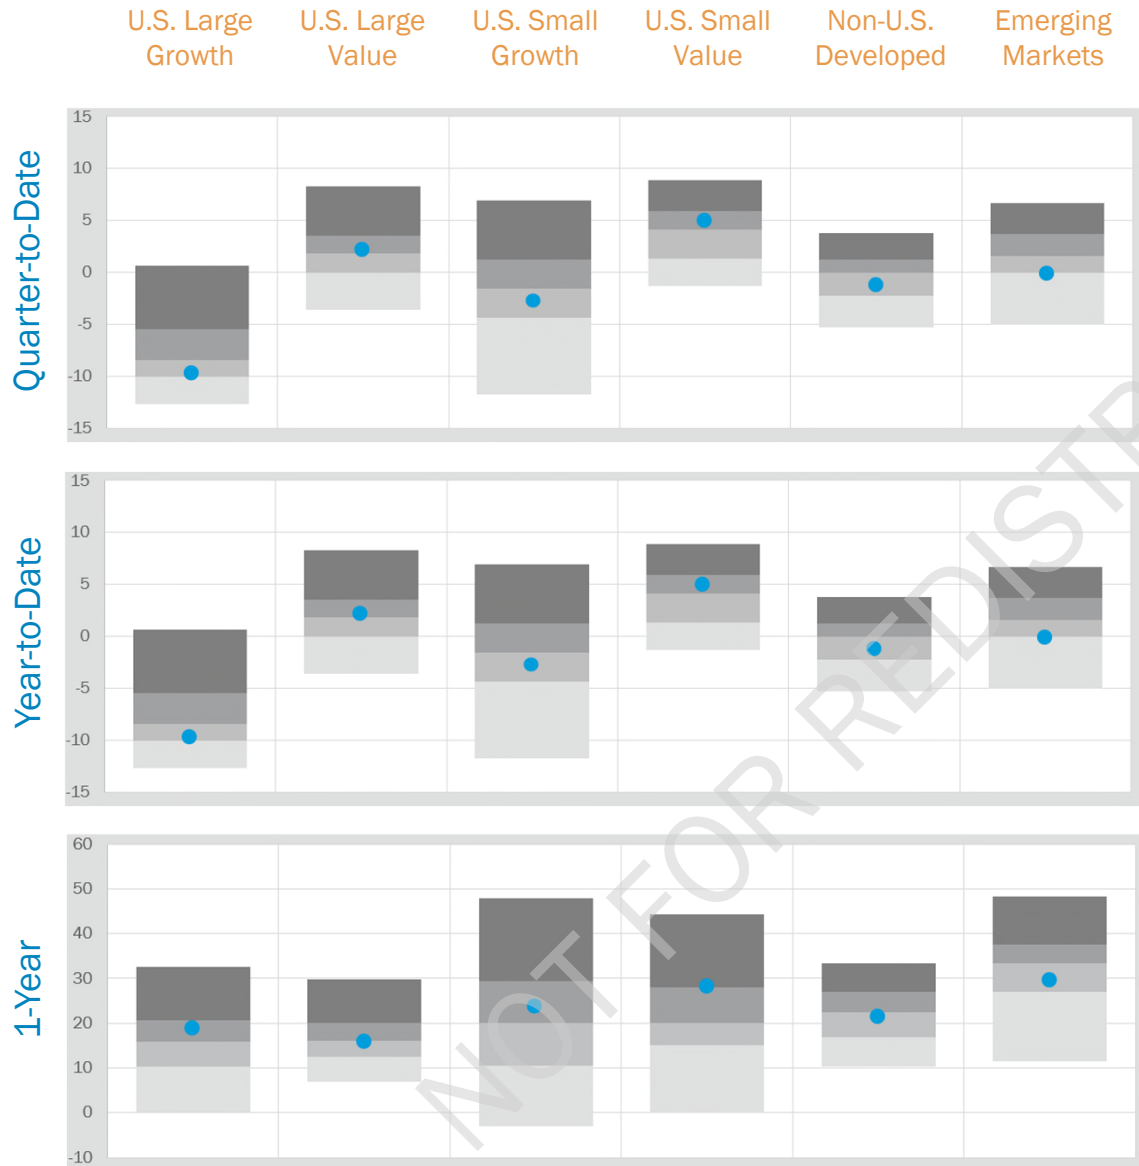 U.S. Large
Growth
U.S. Large
Value
U.S. Small
Growth
U.S. Small
Value
Non-U.S.
Developed
Emerging
Markets
Quarter-to-Date
15
10
5
0
-5
-10
-15
Year-to-Date
15
10
5
0
-5
-10
-15
1-Year
60
50
40
30
20
10
0
-10
NOT FOR REDISTR